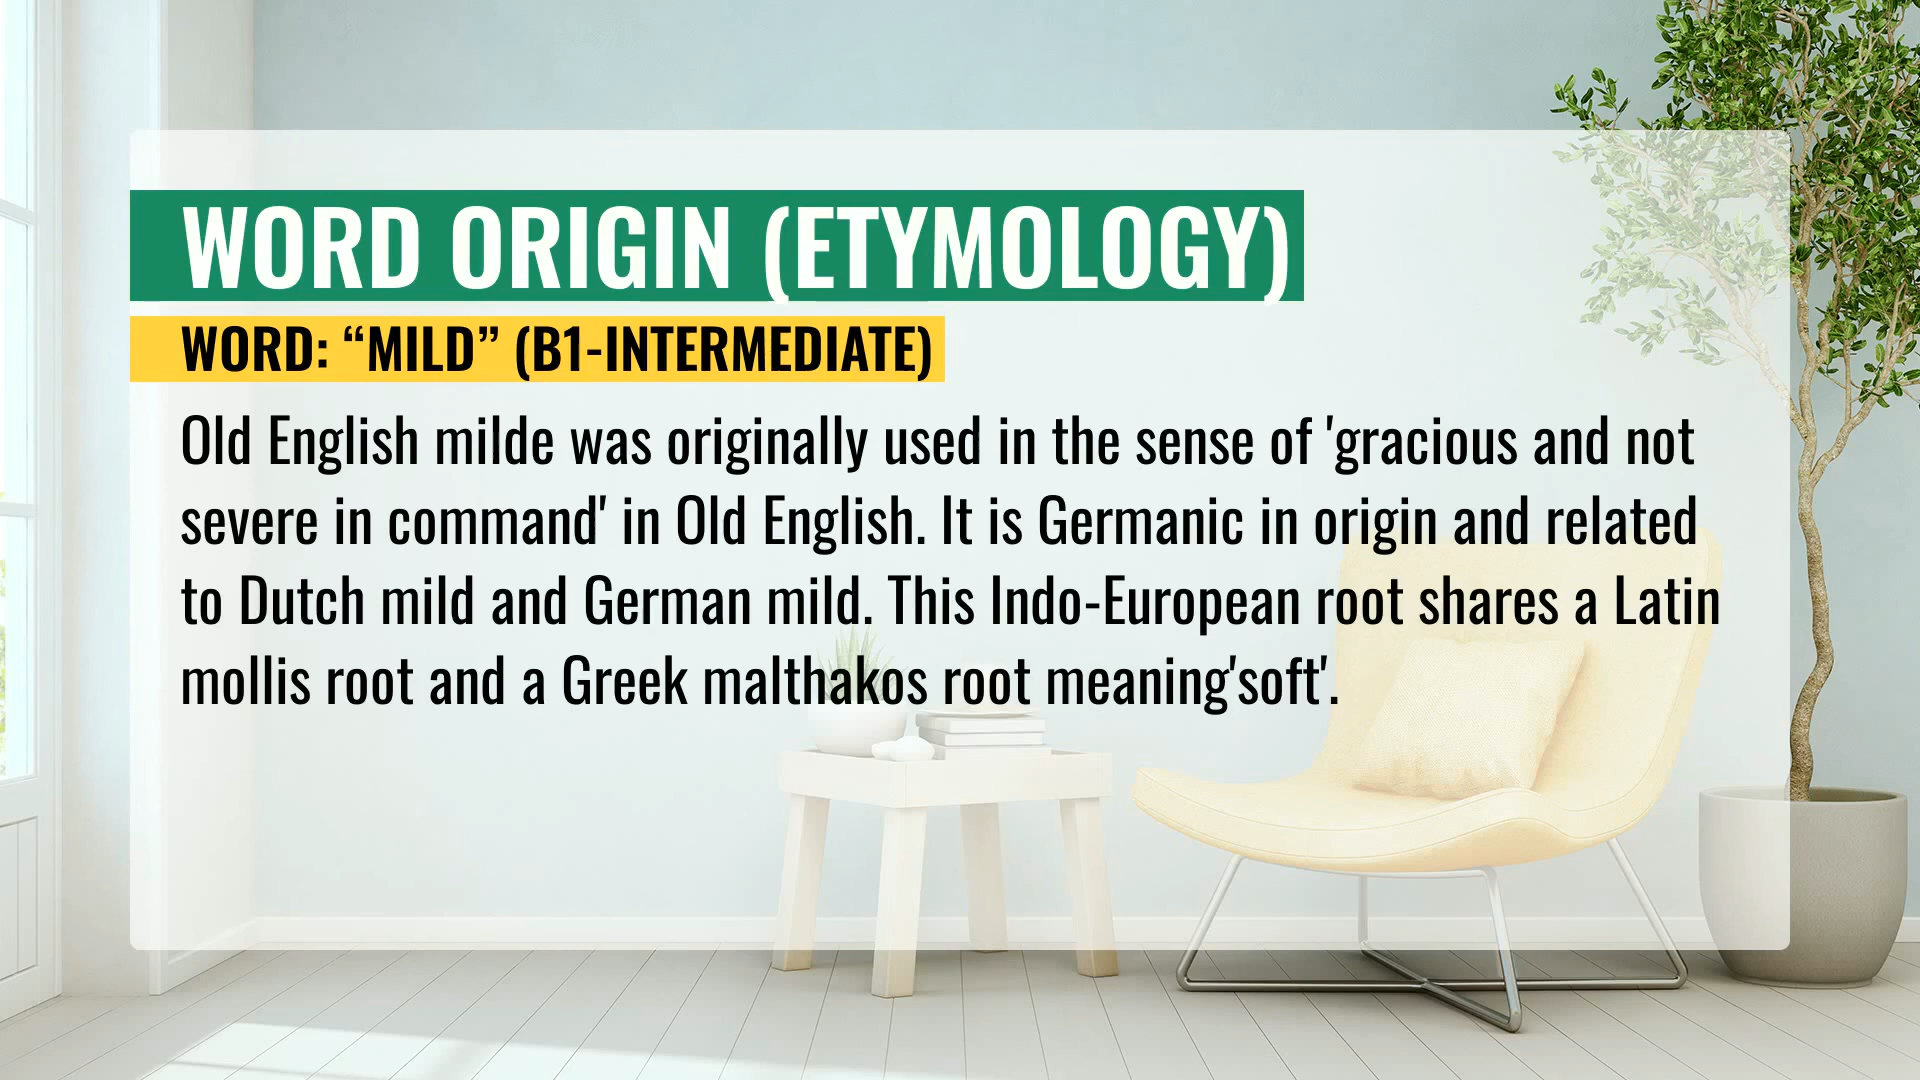 WORD ORIGIN (ETYMOLOGY)
WORD: “MILD” (B1-INTERMEDIATE)
Old English milde was originally used in the sense of 'gracious and not
severe in command' in Old English. It is Germanic in origin and related
to Dutch mild and German mild. This Indo-European root shares a Latin
mollis root and a Greek malthakos root meaning'soft'.